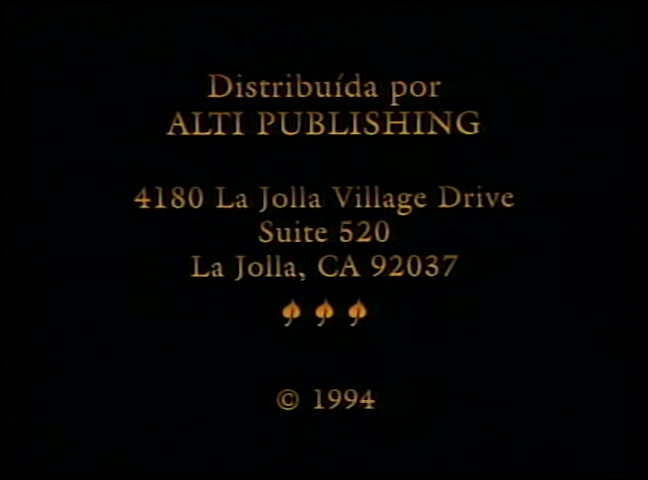 Distribuída por
ALTI PUBLISHING
4180 La Jolla Village Drive
Suite 520
La Jolla, CA 92037
© 1994